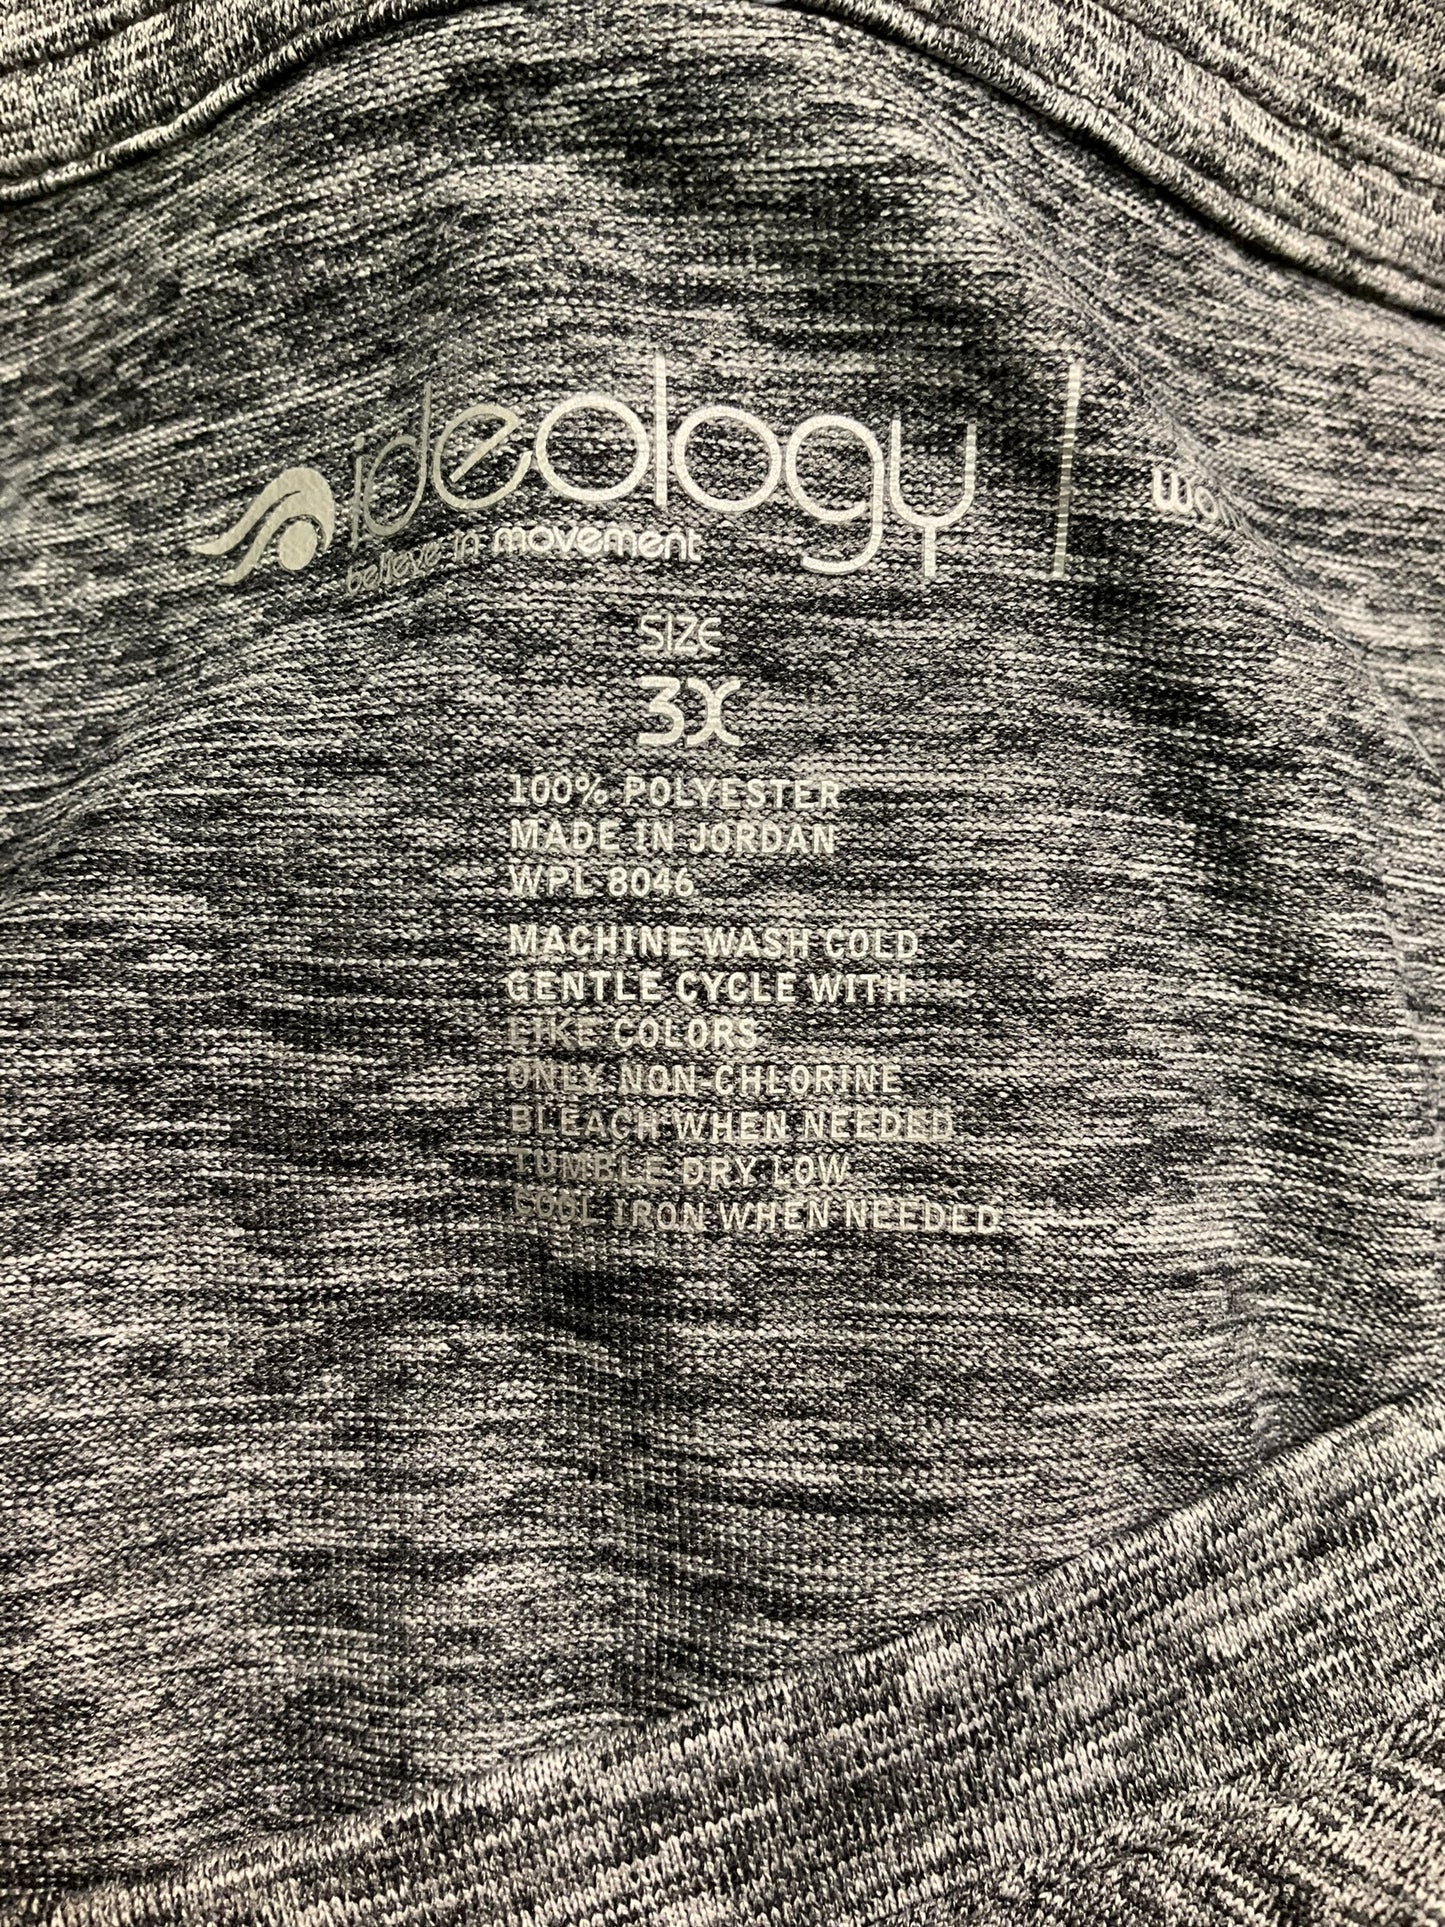 ideology
believe in movement
SIZE
3X
100% POLYESTER
MADE IN JORDAN
WPL 8046
MACHINE WASH COLD
GENTLE CYCLE WITH
LIKE COLORS
ONLY NON-CHLORINE
BLEACH WHEN NEEDED
TUMBLE DRY LOW
COOL IRON WHEN NEEDED